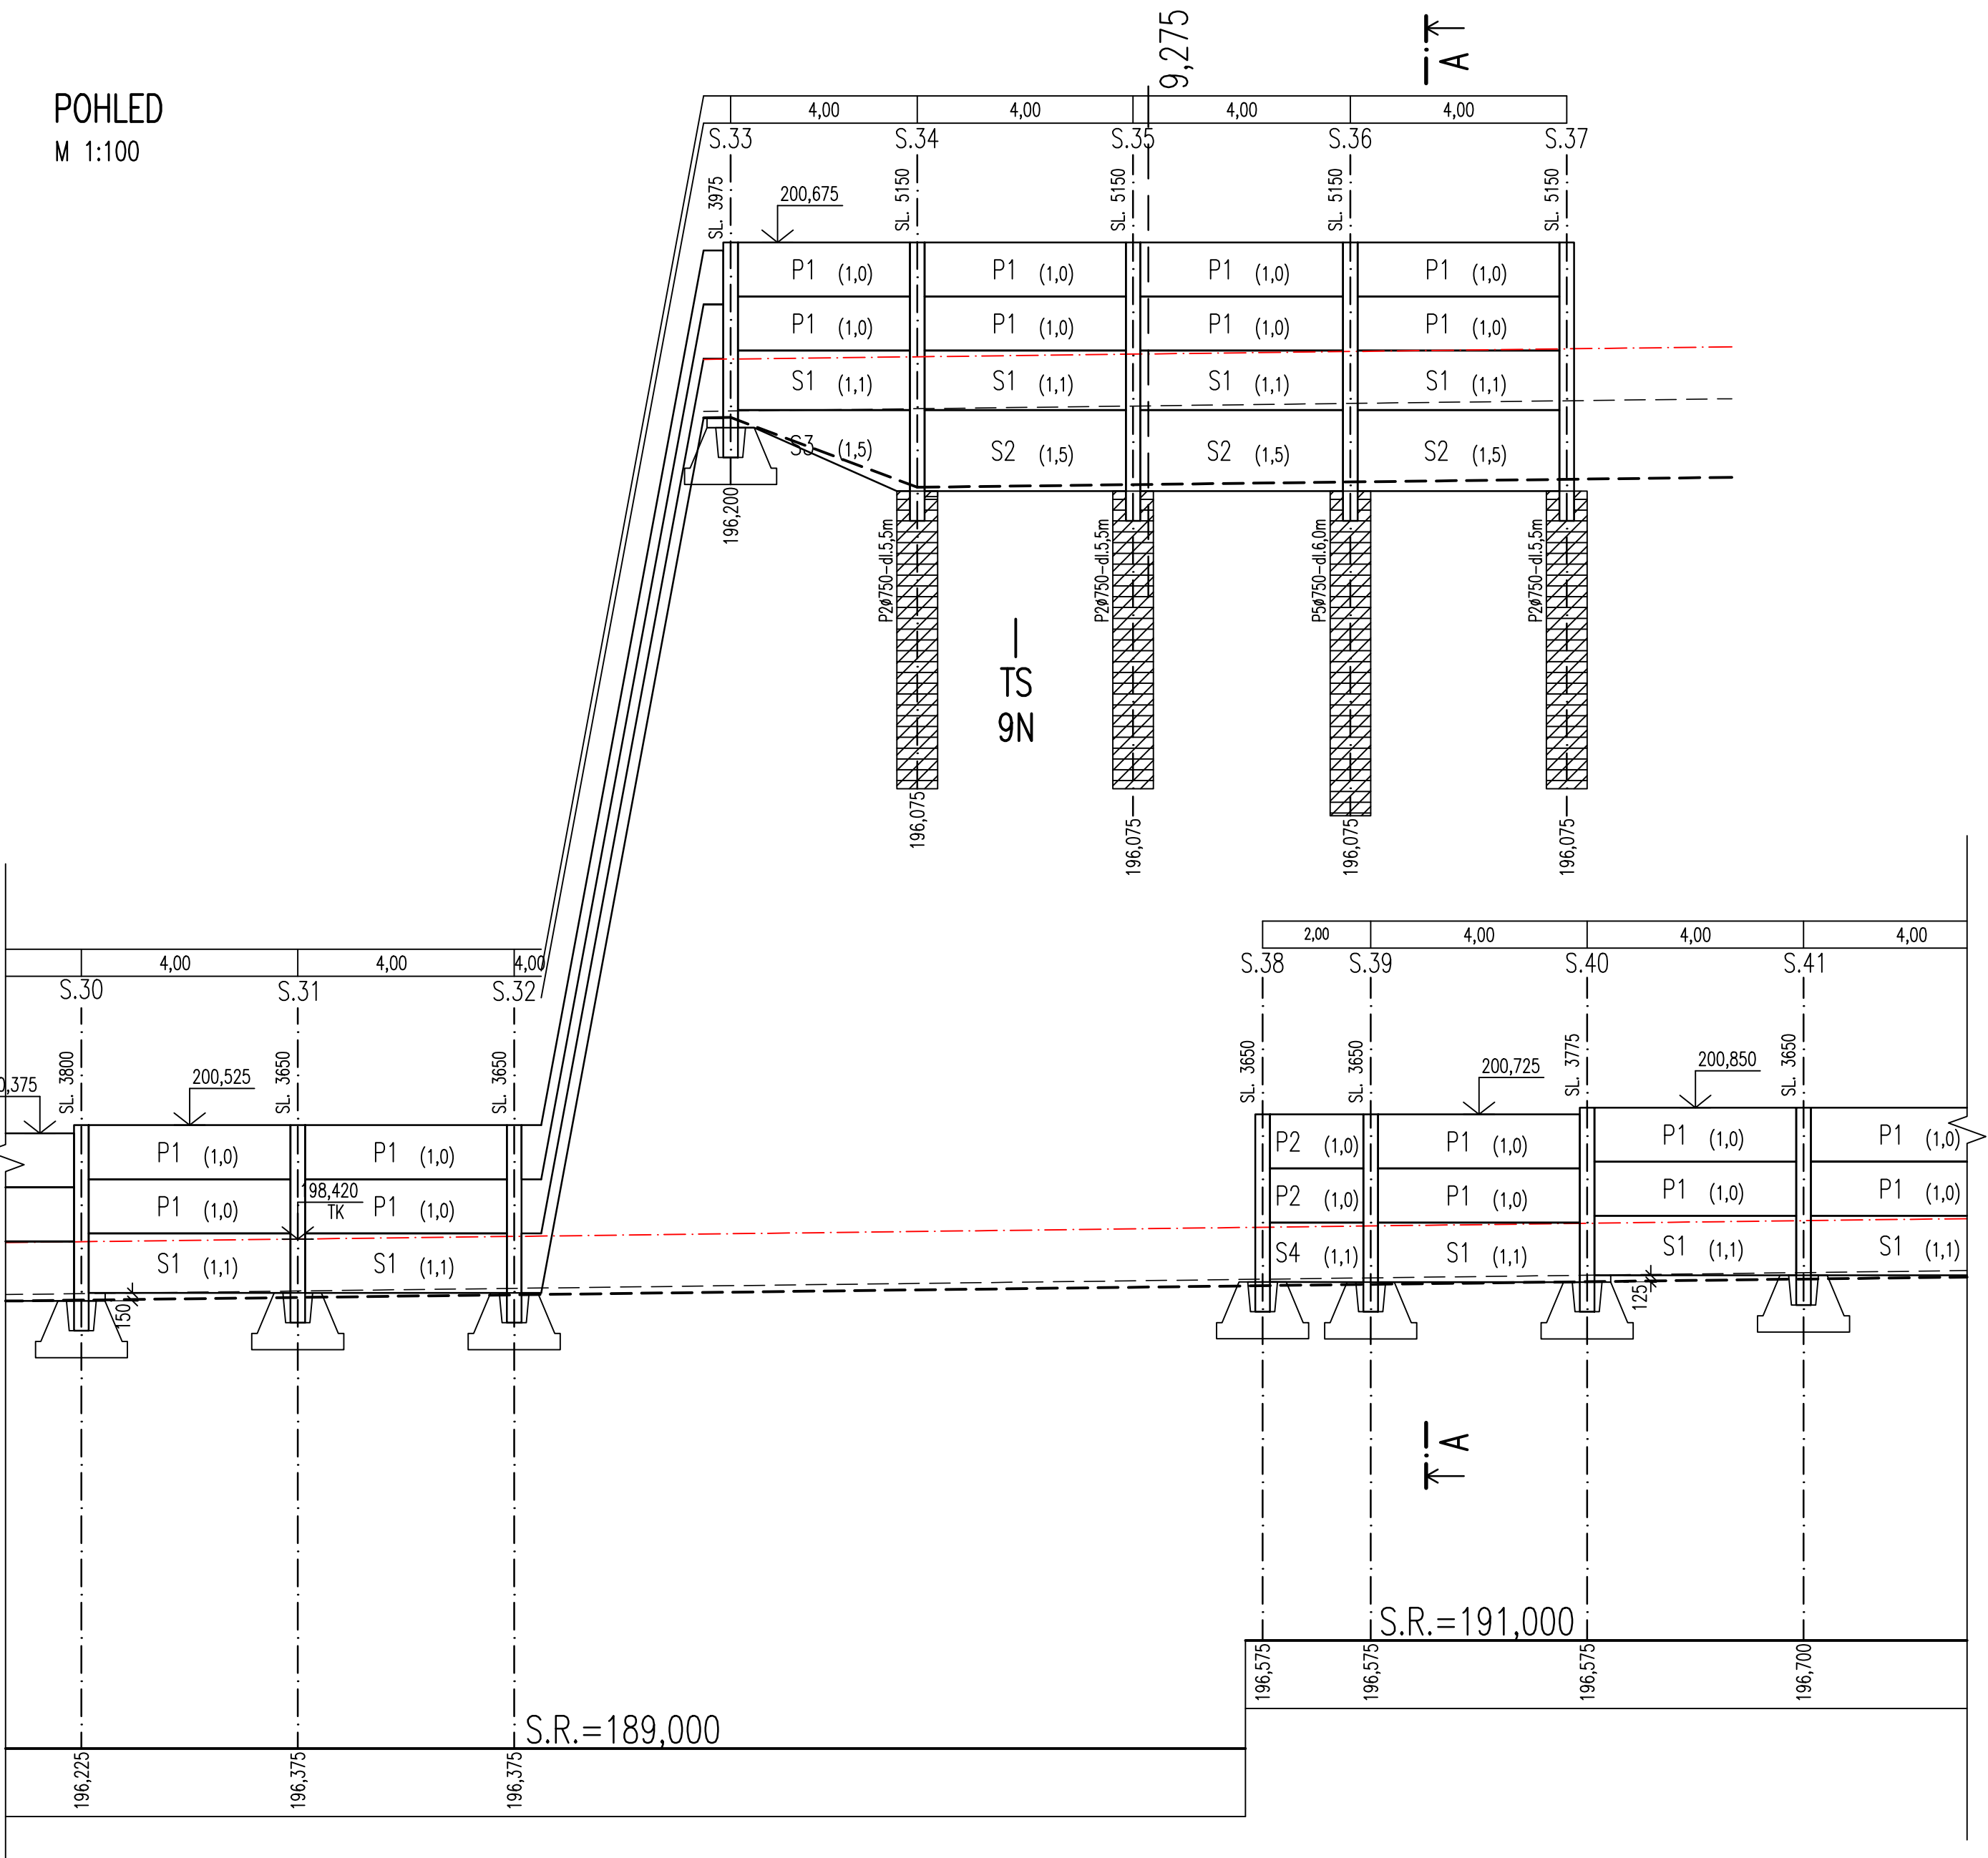 POHLED
M 1:100
9,275
A
4,00 4,00 4,00 4,00
S.33 S.34 S.35 S.36 S.37
SL. 3975 SL. 5150 SL. 5150 SL. 5150 SL. 5150
200,675
P1 (1,0) P1 (1,0) P1 (1,0) P1 (1,0)
P1 (1,0) P1 (1,0) P1 (1,0) P1 (1,0)
S1 (1,1) S1 (1,1) S1 (1,1) S1 (1,1)
S3 (1,5) S2 (1,5) S2 (1,5) S2 (1,5)
196,200
P2ø750-dl.5,5m P2ø750-dl.5,5m P5ø750-dl.6,0m P2ø750-dl.5,5m
TS
9N
196,075 196,075 196,075 196,075
4,00 4,00 4,00
S.30 S.31 S.32
SL. 3800 SL. 3650 SL. 3650
0,375 200,525
P1 (1,0) P1 (1,0)
198,420
TK
P1 (1,0) P1 (1,0)
S1 (1,1) S1 (1,1)
150
2,00 4,00 4,00 4,00
S.38 S.39 S.40 S.41
SL. 3650 SL. 3650 SL. 3775 SL. 3650
200,725 200,850
P2 (1,0) P1 (1,0) P1 (1,0) P1 (1,0)
P2 (1,0) P1 (1,0) P1 (1,0) P1 (1,0)
S4 (1,1) S1 (1,1) S1 (1,1) S1 (1,1)
125
A
S.R.=191,000
196,575 196,575 196,575 196,700
S.R.=189,000
196,225 196,375 196,375